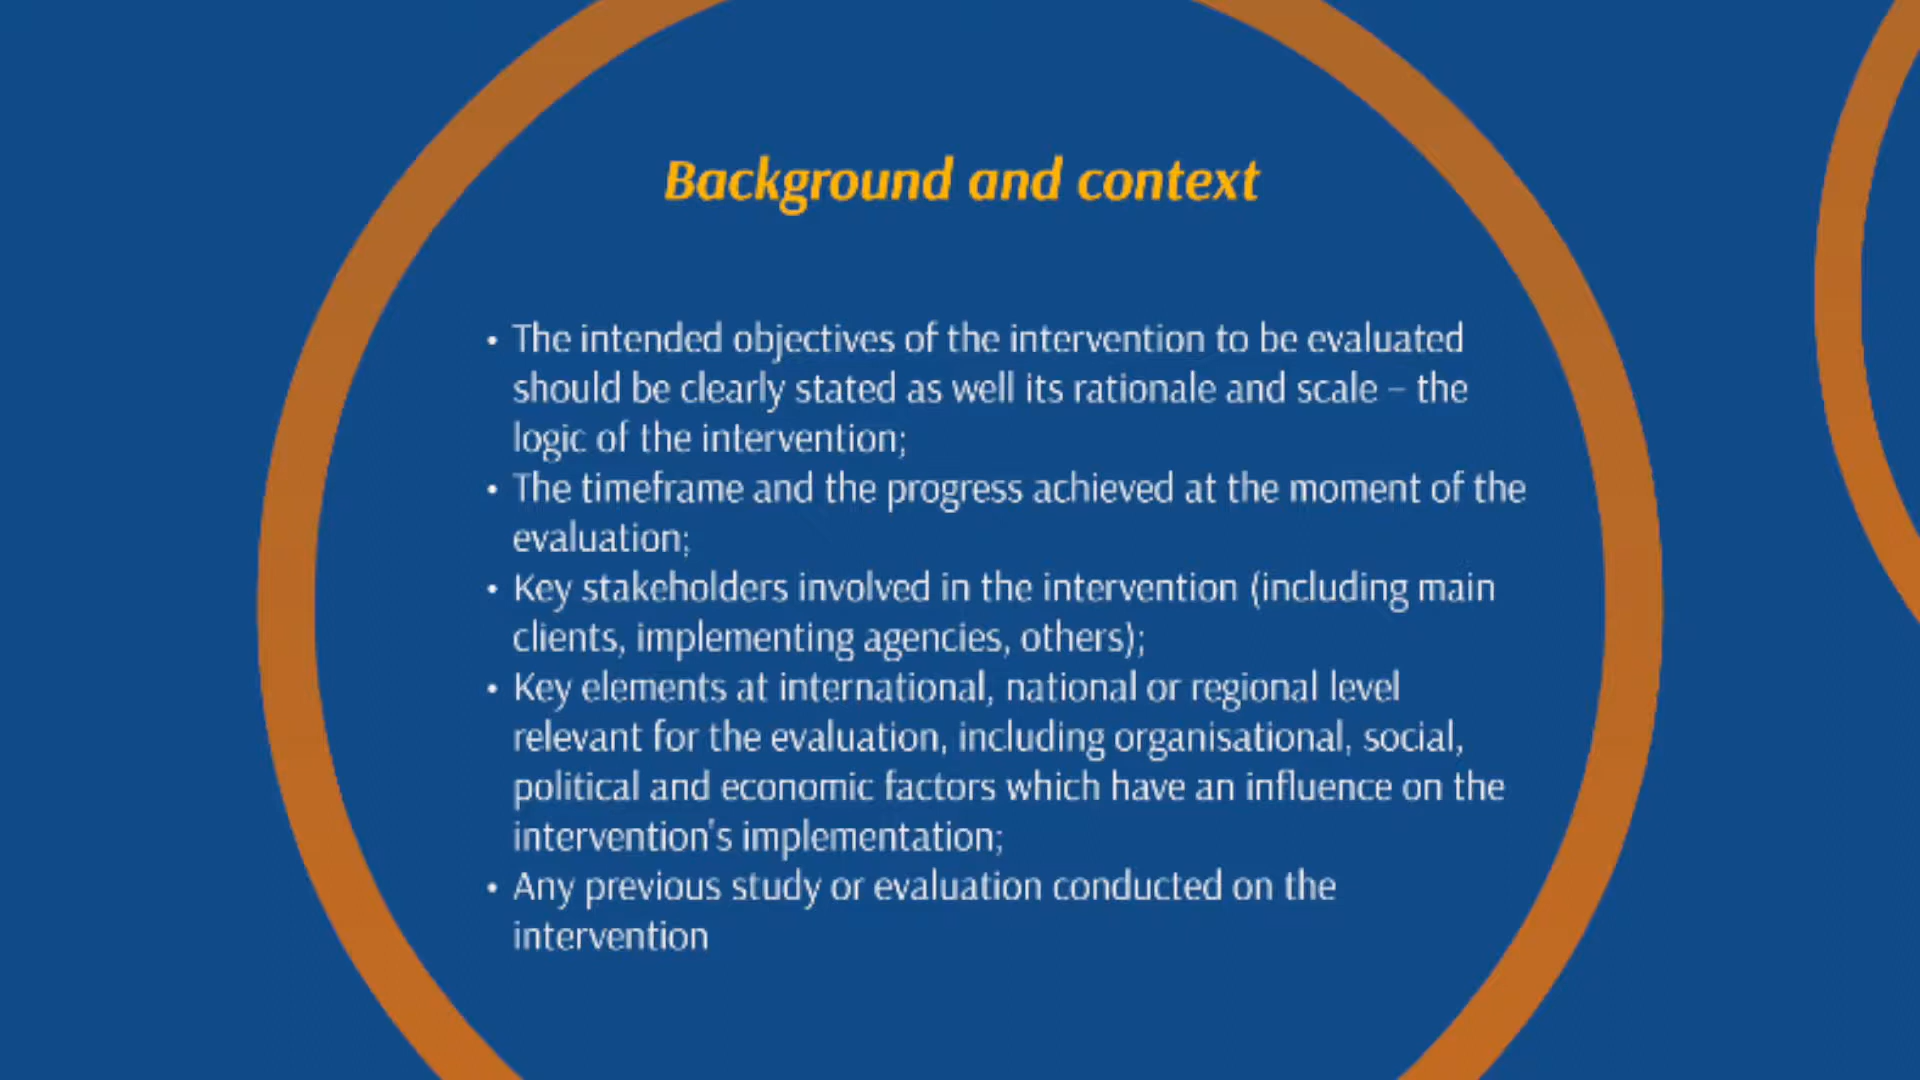 Background and context
• The intended objectives of the intervention to be evaluated
should be clearly stated as well its rationale and scale – the
logic of the intervention;
• The timeframe and the progress achieved at the moment of the
evaluation;
• Key stakeholders involved in the intervention (including main
clients, implementing agencies, others);
• Key elements at international, national or regional level
relevant for the evaluation, including organisational, social,
political and economic factors which have an influence on the
intervention's implementation;
• Any previous study or evaluation conducted on the
intervention